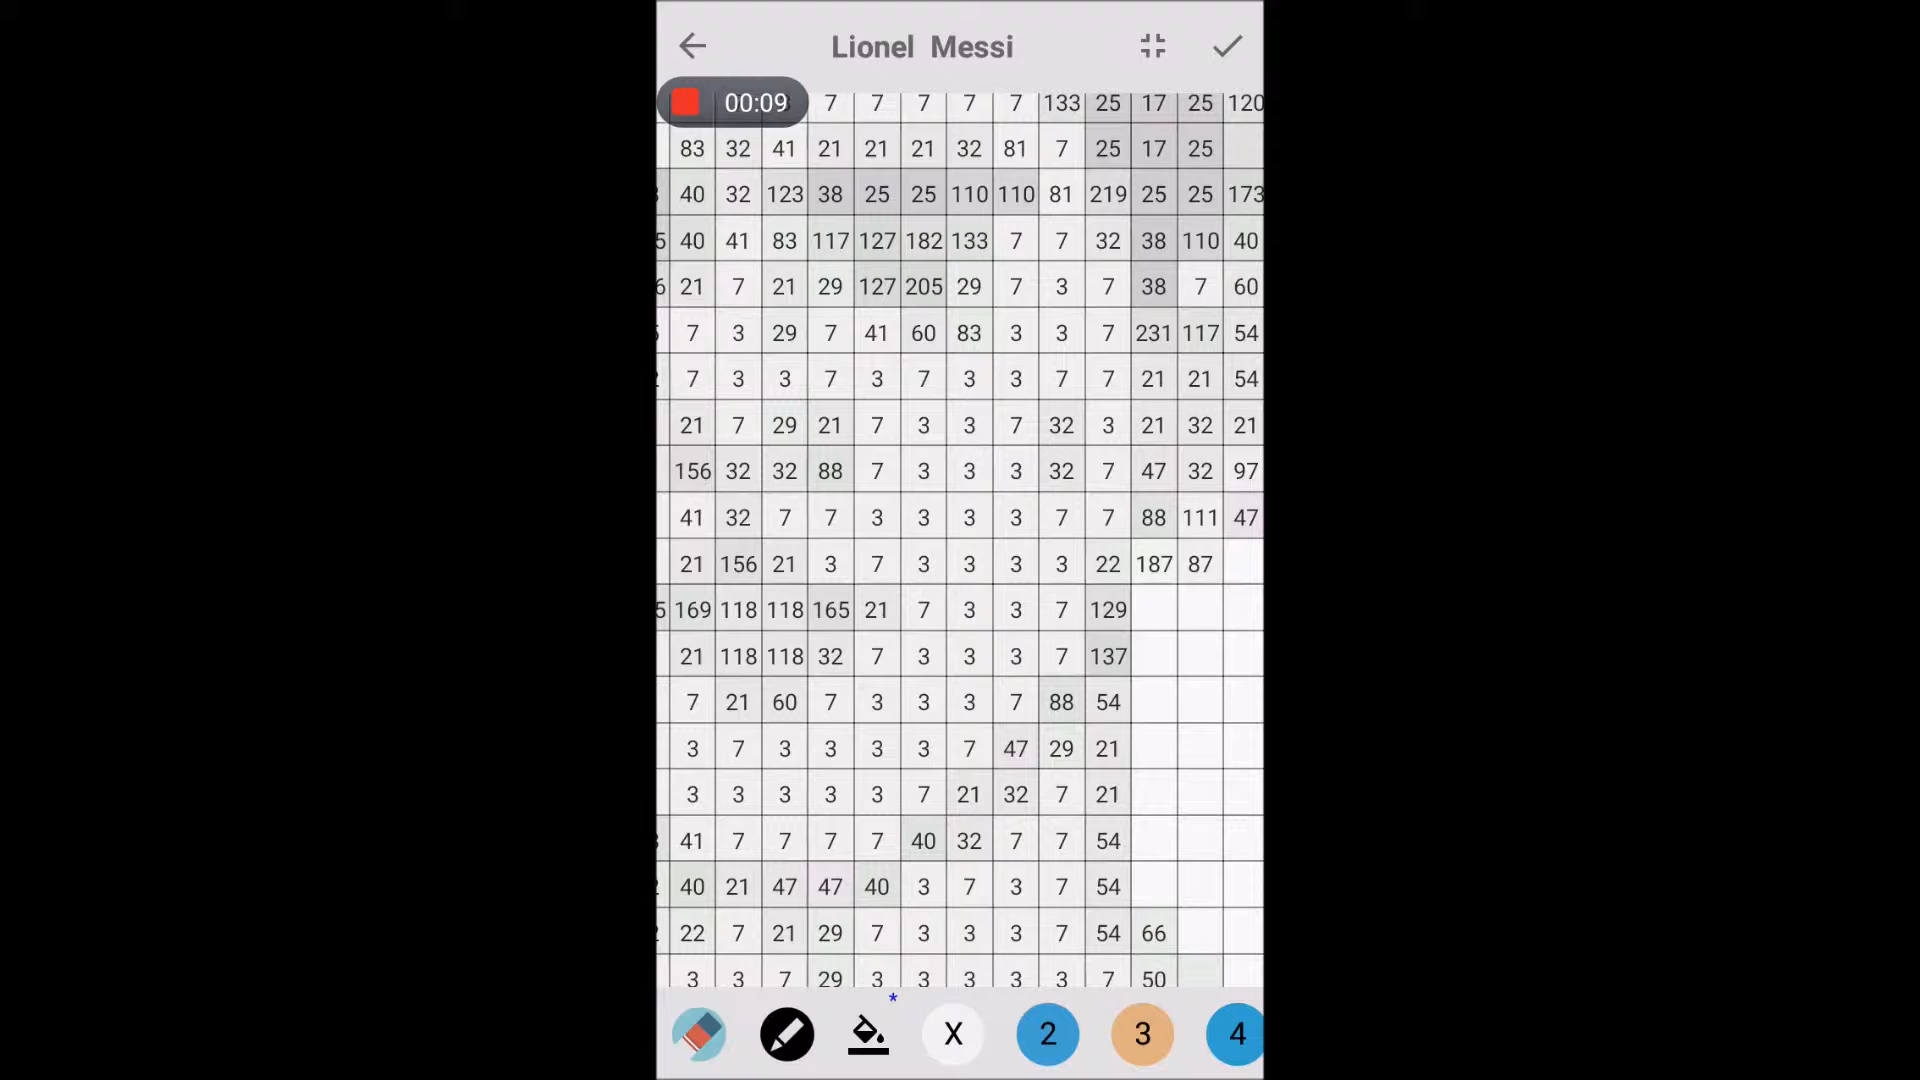 Lionel Messi
00:09 7 7 7 7 7 133 25 17 25 120
83 32 41 21 21 21 32 81 7 25 17 25
40 32 123 38 25 25 110 110 81 219 25 25 173
40 41 83 117 127 182 133 7 7 32 38 110 40
21 7 21 29 127 205 29 7 3 7 38 7 60
7 3 29 7 41 60 83 3 3 7 231 117 54
7 3 3 7 3 7 3 3 7 7 21 21 54
21 7 29 21 7 3 3 7 32 3 21 32 21
156 32 32 88 7 3 3 3 32 7 47 32 97
41 32 7 7 3 3 3 3 7 7 88 111 47
21 156 21 3 7 3 3 3 3 22 187 87
169 118 118 165 21 7 3 3 7 129
21 118 118 32 7 3 3 3 7 137
7 21 60 7 3 3 3 7 88 54
3 7 3 3 3 3 7 47 29 21
3 3 3 3 3 7 21 32 7 21
41 7 7 7 7 40 32 7 7 54
40 21 47 47 40 3 7 3 7 54
22 7 21 29 7 3 3 3 7 54 66
3 3 7 29 3 3 3 3 3 7 50
* X 2 3 4